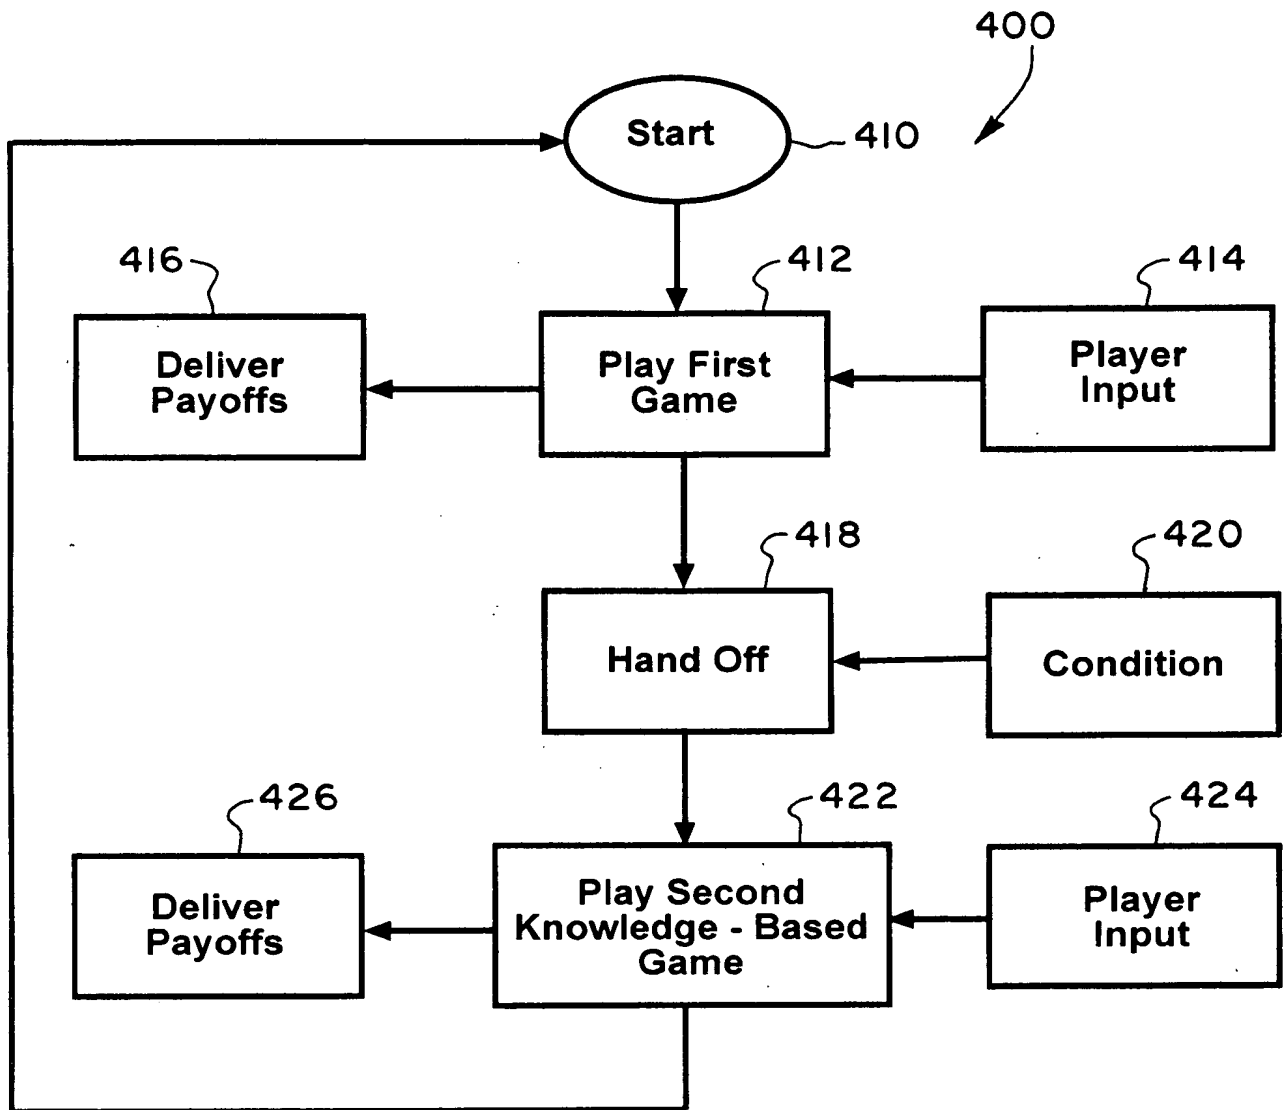 400
Start
410
416
412
414
Deliver
Payoffs
Play First
Game
Player
Input
418
420
Hand Off
Condition
426
422
424
Deliver
Payoffs
Play Second
Knowledge - Based
Game
Player
Input